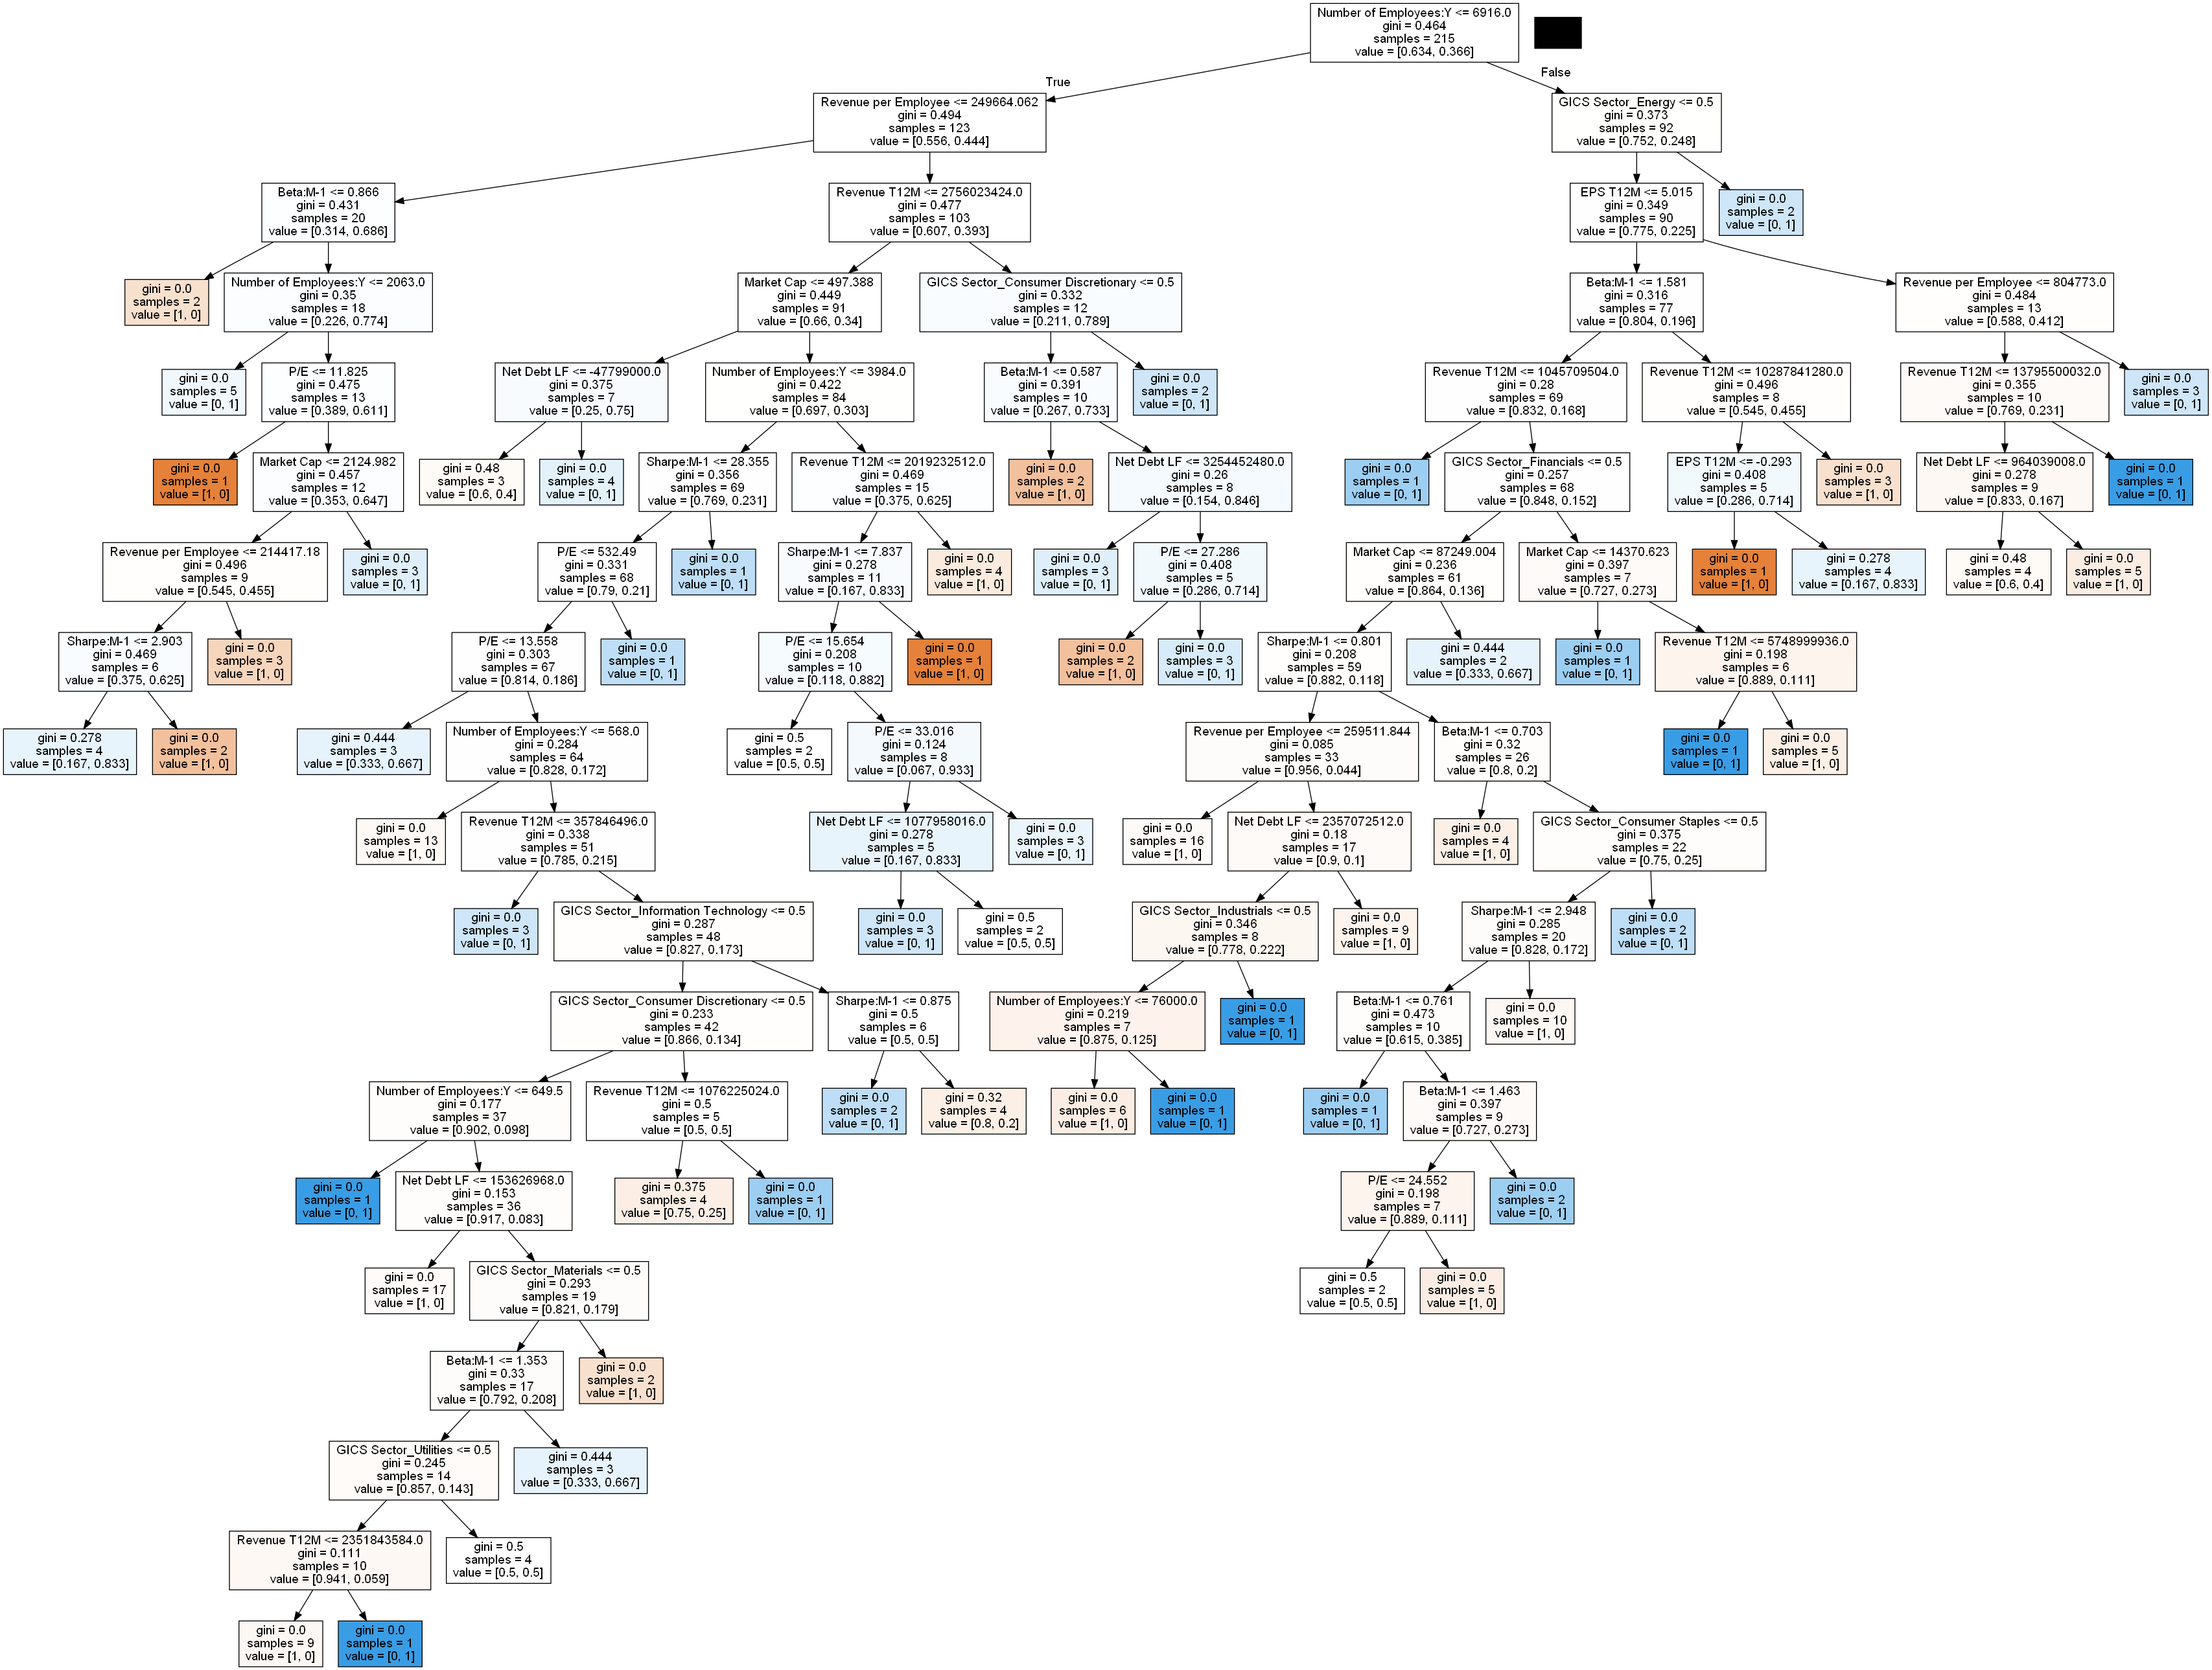 Number of Employees:Y <= 6916.0
gini = 0.464
samples = 215
value = [0.634, 0.366]
True
False
Revenue per Employee <= 249664.062
gini = 0.494
samples = 123
value = [0.556, 0.444]
GICS Sector_Energy <= 0.5
gini = 0.373
samples = 92
value = [0.752, 0.248]
Beta:M-1 <= 0.866
gini = 0.431
samples = 20
value = [0.314, 0.686]
Revenue T12M <= 2756023424.0
gini = 0.477
samples = 103
value = [0.607, 0.393]
EPS T12M <= 5.015
gini = 0.349
samples = 90
value = [0.775, 0.225]
gini = 0.0
samples = 2
value = [0, 1]
gini = 0.0
samples = 2
value = [1, 0]
Number of Employees:Y <= 2063.0
gini = 0.35
samples = 18
value = [0.226, 0.774]
Market Cap <= 497.388
gini = 0.449
samples = 91
value = [0.66, 0.34]
GICS Sector_Consumer Discretionary <= 0.5
gini = 0.332
samples = 12
value = [0.211, 0.789]
Beta:M-1 <= 1.581
gini = 0.316
samples = 77
value = [0.804, 0.196]
Revenue per Employee <= 804773.0
gini = 0.484
samples = 13
value = [0.588, 0.412]
gini = 0.0
samples = 5
value = [0, 1]
P/E <= 11.825
gini = 0.475
samples = 13
value = [0.389, 0.611]
Net Debt LF <= -47799000.0
gini = 0.375
samples = 7
value = [0.25, 0.75]
Number of Employees:Y <= 3984.0
gini = 0.422
samples = 84
value = [0.697, 0.303]
Beta:M-1 <= 0.587
gini = 0.391
samples = 10
value = [0.267, 0.733]
gini = 0.0
samples = 2
value = [0, 1]
Revenue T12M <= 1045709504.0
gini = 0.28
samples = 69
value = [0.832, 0.168]
Revenue T12M <= 10287841280.0
gini = 0.496
samples = 8
value = [0.545, 0.455]
Revenue T12M <= 13795500032.0
gini = 0.355
samples = 10
value = [0.769, 0.231]
gini = 0.0
samples = 3
value = [0, 1]
gini = 0.0
samples = 1
value = [1, 0]
Market Cap <= 2124.982
gini = 0.457
samples = 12
value = [0.353, 0.647]
gini = 0.48
samples = 3
value = [0.6, 0.4]
gini = 0.0
samples = 4
value = [0, 1]
Sharpe:M-1 <= 28.355
gini = 0.356
samples = 69
value = [0.769, 0.231]
Revenue T12M <= 2019232512.0
gini = 0.469
samples = 15
value = [0.375, 0.625]
gini = 0.0
samples = 2
value = [1, 0]
Net Debt LF <= 3254452480.0
gini = 0.26
samples = 8
value = [0.154, 0.846]
gini = 0.0
samples = 1
value = [0, 1]
GICS Sector_Financials <= 0.5
gini = 0.257
samples = 68
value = [0.848, 0.152]
EPS T12M <= -0.293
gini = 0.408
samples = 5
value = [0.286, 0.714]
gini = 0.0
samples = 3
value = [1, 0]
Net Debt LF <= 964039008.0
gini = 0.278
samples = 9
value = [0.833, 0.167]
gini = 0.0
samples = 1
value = [0, 1]
Revenue per Employee <= 214417.18
gini = 0.496
samples = 9
value = [0.545, 0.455]
gini = 0.0
samples = 3
value = [0, 1]
P/E <= 532.49
gini = 0.331
samples = 68
value = [0.79, 0.21]
gini = 0.0
samples = 1
value = [0, 1]
Sharpe:M-1 <= 7.837
gini = 0.278
samples = 11
value = [0.167, 0.833]
gini = 0.0
samples = 4
value = [1, 0]
gini = 0.0
samples = 3
value = [0, 1]
P/E <= 27.286
gini = 0.408
samples = 5
value = [0.286, 0.714]
Market Cap <= 87249.004
gini = 0.236
samples = 61
value = [0.864, 0.136]
Market Cap <= 14370.623
gini = 0.397
samples = 7
value = [0.727, 0.273]
gini = 0.0
samples = 1
value = [1, 0]
gini = 0.278
samples = 4
value = [0.167, 0.833]
gini = 0.48
samples = 4
value = [0.6, 0.4]
gini = 0.0
samples = 5
value = [1, 0]
Sharpe:M-1 <= 2.903
gini = 0.469
samples = 6
value = [0.375, 0.625]
gini = 0.0
samples = 3
value = [1, 0]
P/E <= 13.558
gini = 0.303
samples = 67
value = [0.814, 0.186]
gini = 0.0
samples = 1
value = [0, 1]
P/E <= 15.654
gini = 0.208
samples = 10
value = [0.118, 0.882]
gini = 0.0
samples = 1
value = [1, 0]
gini = 0.0
samples = 2
value = [1, 0]
gini = 0.0
samples = 3
value = [0, 1]
Sharpe:M-1 <= 0.801
gini = 0.208
samples = 59
value = [0.882, 0.118]
gini = 0.444
samples = 2
value = [0.333, 0.667]
gini = 0.0
samples = 1
value = [0, 1]
Revenue T12M <= 5748999936.0
gini = 0.198
samples = 6
value = [0.889, 0.111]
gini = 0.278
samples = 4
value = [0.167, 0.833]
gini = 0.0
samples = 2
value = [1, 0]
gini = 0.444
samples = 3
value = [0.333, 0.667]
Number of Employees:Y <= 568.0
gini = 0.284
samples = 64
value = [0.828, 0.172]
gini = 0.5
samples = 2
value = [0.5, 0.5]
P/E <= 33.016
gini = 0.124
samples = 8
value = [0.067, 0.933]
Revenue per Employee <= 259511.844
gini = 0.085
samples = 33
value = [0.956, 0.044]
Beta:M-1 <= 0.703
gini = 0.32
samples = 26
value = [0.8, 0.2]
gini = 0.0
samples = 1
value = [0, 1]
gini = 0.0
samples = 5
value = [1, 0]
gini = 0.0
samples = 13
value = [1, 0]
Revenue T12M <= 357846496.0
gini = 0.338
samples = 51
value = [0.785, 0.215]
Net Debt LF <= 1077958016.0
gini = 0.278
samples = 5
value = [0.167, 0.833]
gini = 0.0
samples = 3
value = [0, 1]
gini = 0.0
samples = 16
value = [1, 0]
Net Debt LF <= 2357072512.0
gini = 0.18
samples = 17
value = [0.9, 0.1]
gini = 0.0
samples = 4
value = [1, 0]
GICS Sector_Consumer Staples <= 0.5
gini = 0.375
samples = 22
value = [0.75, 0.25]
gini = 0.0
samples = 3
value = [0, 1]
GICS Sector_Information Technology <= 0.5
gini = 0.287
samples = 48
value = [0.827, 0.173]
gini = 0.0
samples = 3
value = [0, 1]
gini = 0.5
samples = 2
value = [0.5, 0.5]
GICS Sector_Industrials <= 0.5
gini = 0.346
samples = 8
value = [0.778, 0.222]
gini = 0.0
samples = 9
value = [1, 0]
Sharpe:M-1 <= 2.948
gini = 0.285
samples = 20
value = [0.828, 0.172]
gini = 0.0
samples = 2
value = [0, 1]
GICS Sector_Consumer Discretionary <= 0.5
gini = 0.233
samples = 42
value = [0.866, 0.134]
Sharpe:M-1 <= 0.875
gini = 0.5
samples = 6
value = [0.5, 0.5]
Number of Employees:Y <= 76000.0
gini = 0.219
samples = 7
value = [0.875, 0.125]
gini = 0.0
samples = 1
value = [0, 1]
Beta:M-1 <= 0.761
gini = 0.473
samples = 10
value = [0.615, 0.385]
gini = 0.0
samples = 10
value = [1, 0]
Number of Employees:Y <= 649.5
gini = 0.177
samples = 37
value = [0.902, 0.098]
Revenue T12M <= 1076225024.0
gini = 0.5
samples = 5
value = [0.5, 0.5]
gini = 0.0
samples = 2
value = [0, 1]
gini = 0.32
samples = 4
value = [0.8, 0.2]
gini = 0.0
samples = 6
value = [1, 0]
gini = 0.0
samples = 1
value = [0, 1]
gini = 0.0
samples = 1
value = [0, 1]
Beta:M-1 <= 1.463
gini = 0.397
samples = 9
value = [0.727, 0.273]
gini = 0.0
samples = 1
value = [0, 1]
Net Debt LF <= 153626968.0
gini = 0.153
samples = 36
value = [0.917, 0.083]
gini = 0.375
samples = 4
value = [0.75, 0.25]
gini = 0.0
samples = 1
value = [0, 1]
P/E <= 24.552
gini = 0.198
samples = 7
value = [0.889, 0.111]
gini = 0.0
samples = 2
value = [0, 1]
gini = 0.0
samples = 17
value = [1, 0]
GICS Sector_Materials <= 0.5
gini = 0.293
samples = 19
value = [0.821, 0.179]
gini = 0.5
samples = 2
value = [0.5, 0.5]
gini = 0.0
samples = 5
value = [1, 0]
Beta:M-1 <= 1.353
gini = 0.33
samples = 17
value = [0.792, 0.208]
gini = 0.0
samples = 2
value = [1, 0]
GICS Sector_Utilities <= 0.5
gini = 0.245
samples = 14
value = [0.857, 0.143]
gini = 0.444
samples = 3
value = [0.333, 0.667]
Revenue T12M <= 2351843584.0
gini = 0.111
samples = 10
value = [0.941, 0.059]
gini = 0.5
samples = 4
value = [0.5, 0.5]
gini = 0.0
samples = 9
value = [1, 0]
gini = 0.0
samples = 1
value = [0, 1]